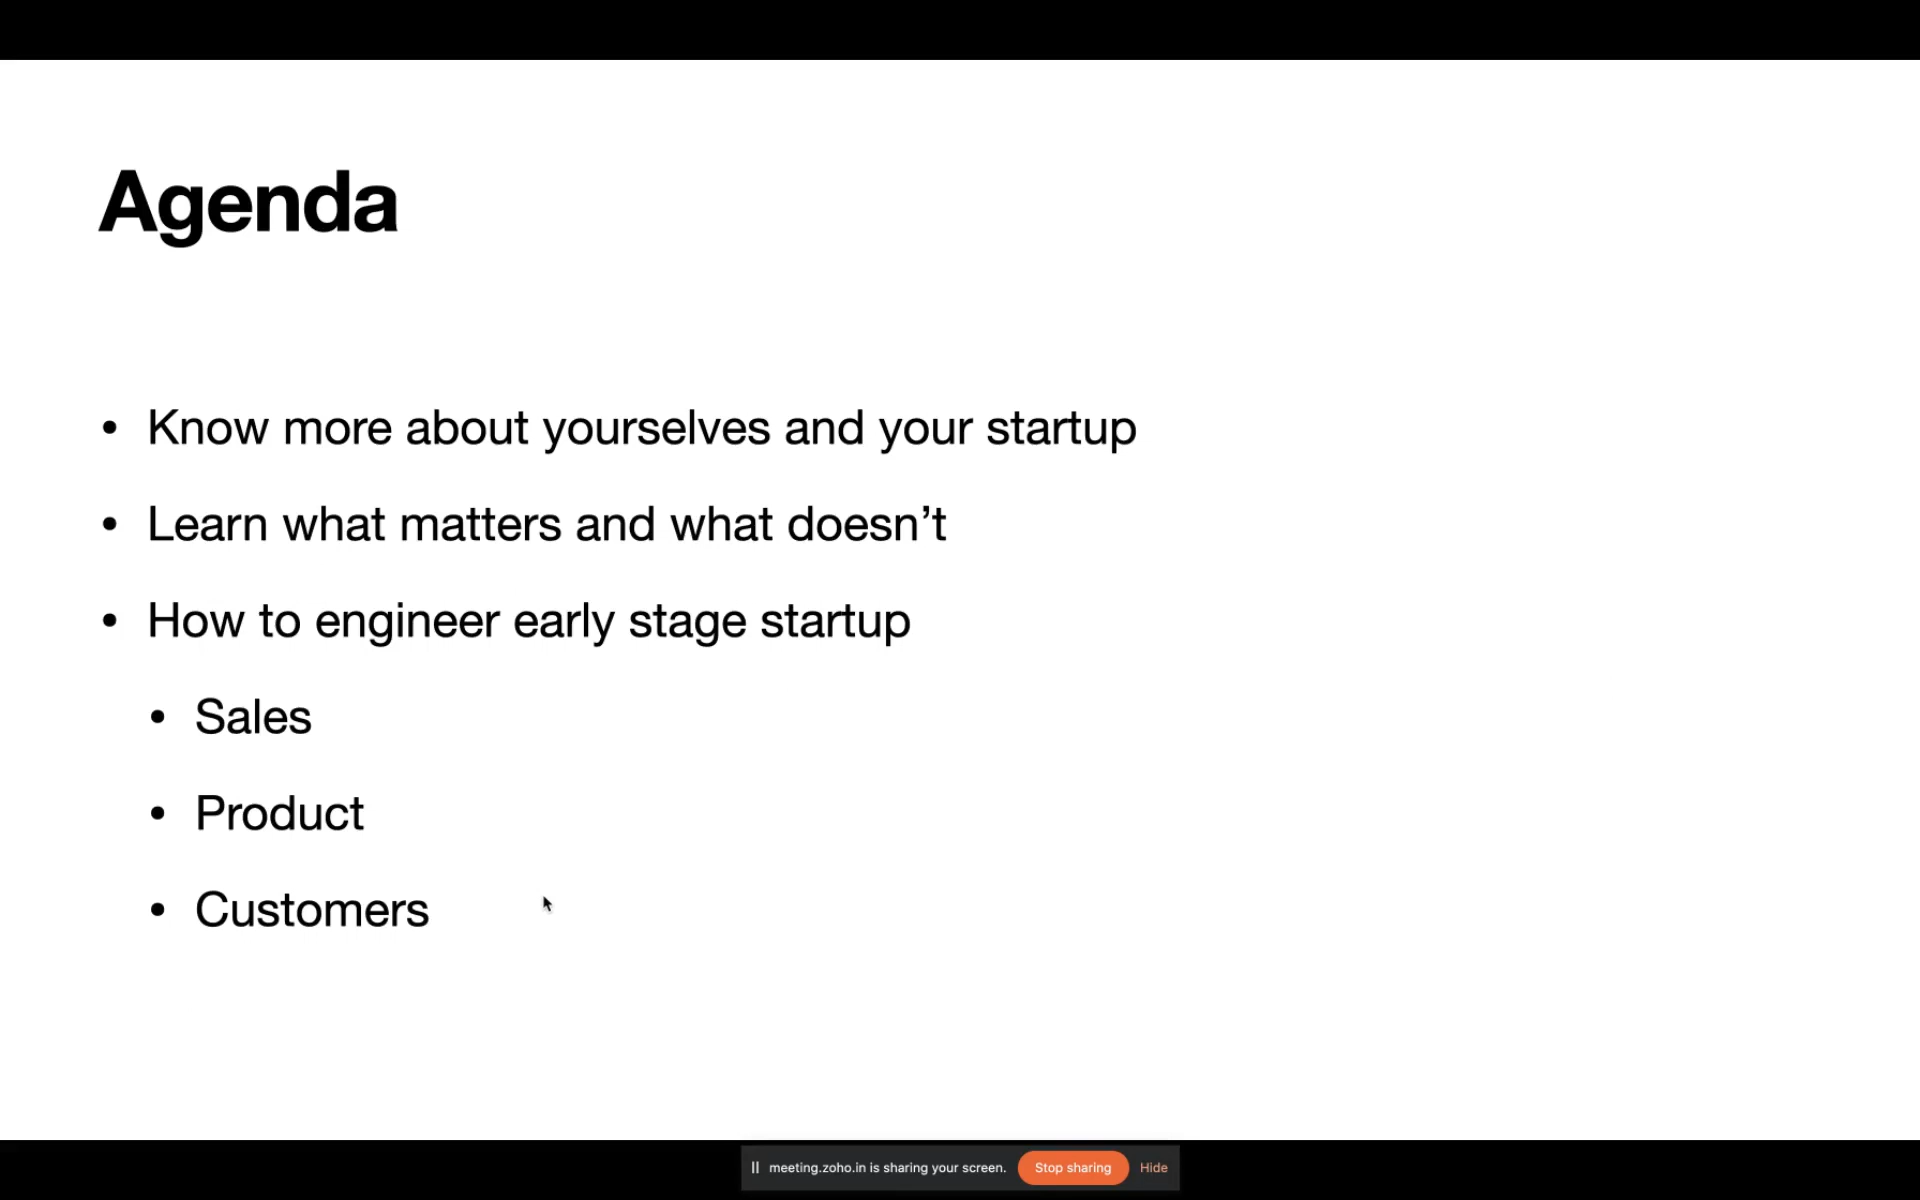 Agenda
• Know more about yourselves and your startup
• Learn what matters and what doesn’t
• How to engineer early stage startup
• Sales
• Product
• Customers
meeting.zoho.in is sharing your screen. Stop sharing Hide